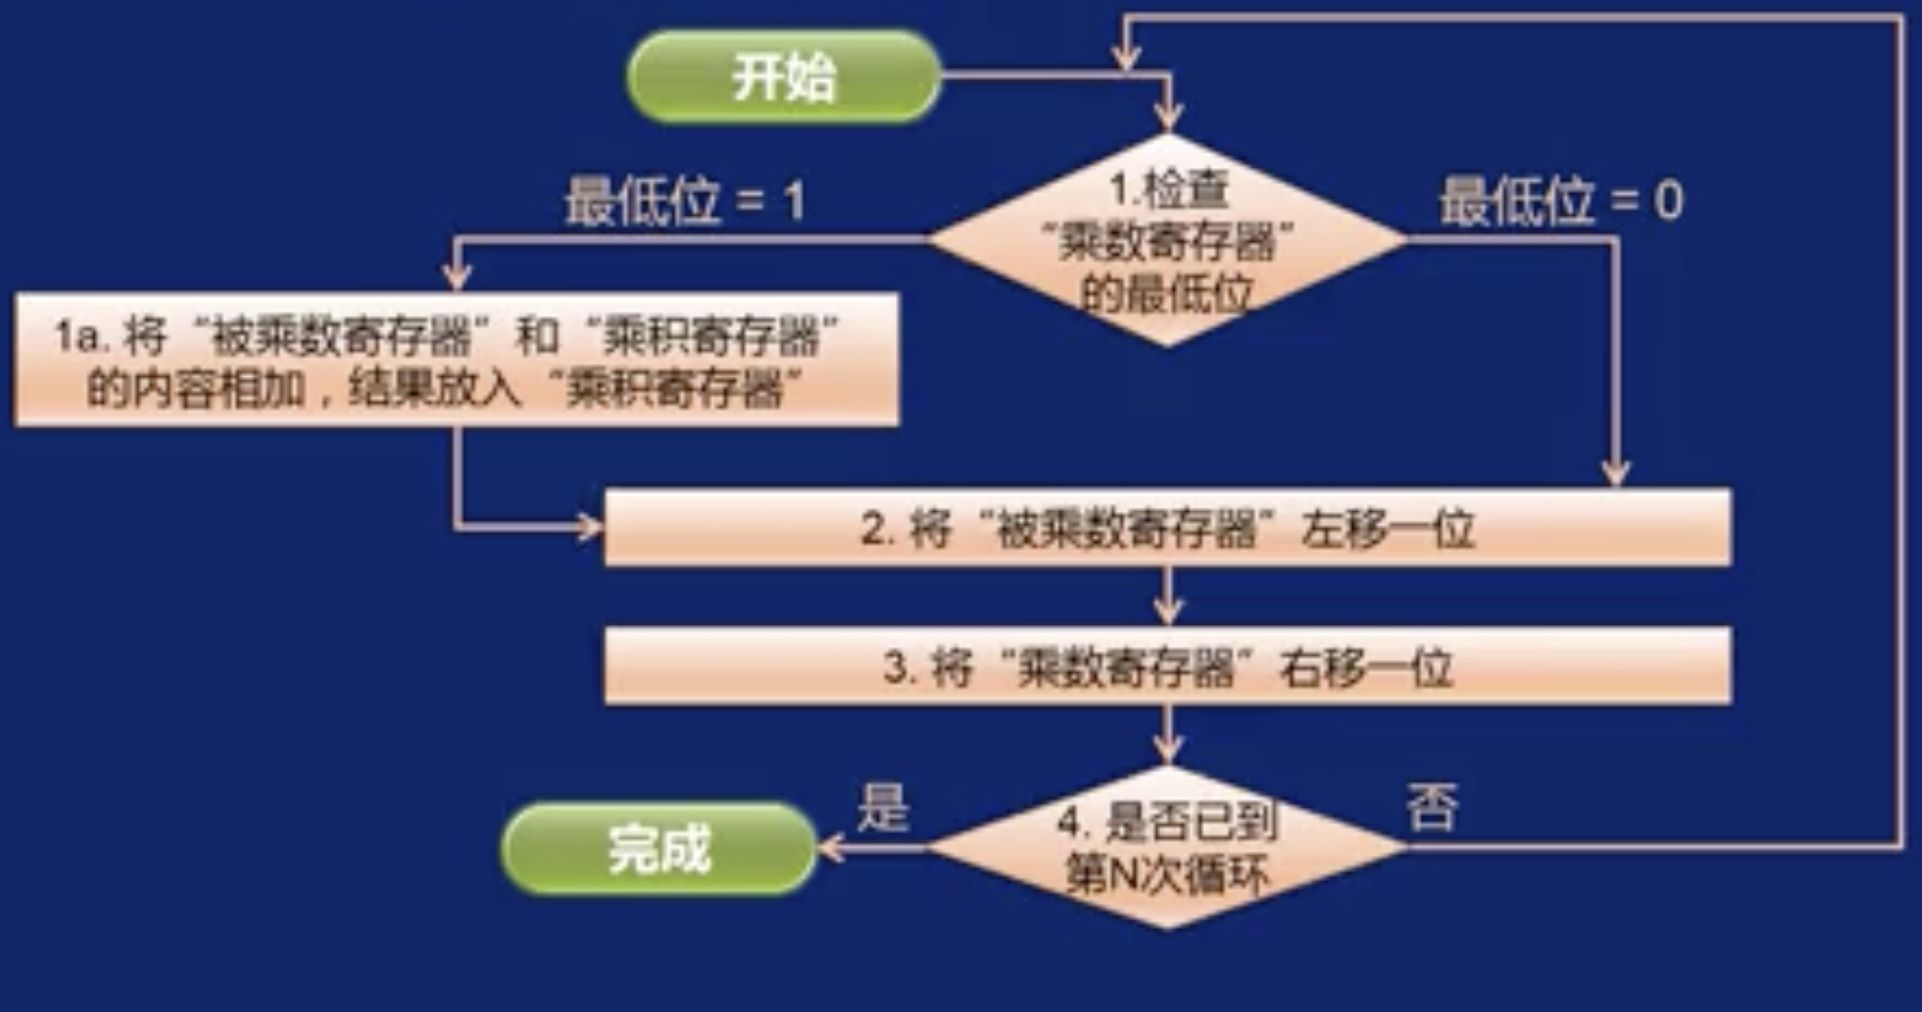 开始
最低位 = 1
1.检查
“乘数寄存器”
的最低位
最低位 = 0
1a. 将“被乘数寄存器”和“乘积寄存器”
的内容相加，结果放入“乘积寄存器”
2. 将“被乘数寄存器”左移一位
3. 将“乘数寄存器”右移一位
完成
是
4. 是否已到
第N次循环
否